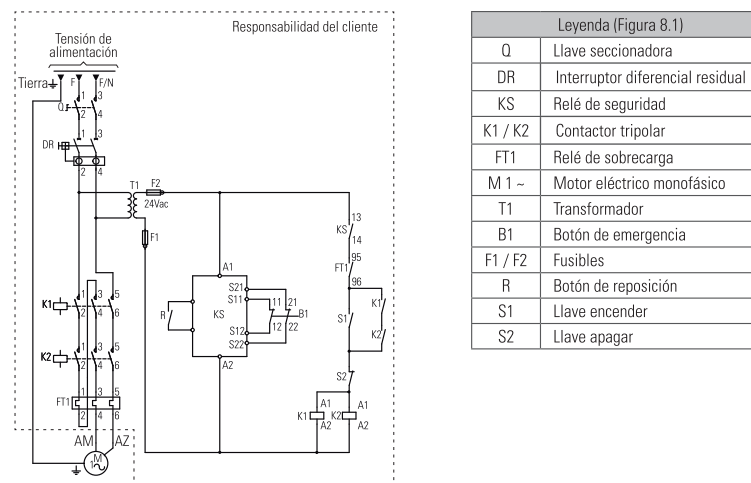 Responsabilidad del cliente
Tensión de
alimentación
Tierra F F/N
Q 1 3
2 4
DR 1 3
2 4
T1 F2
24Vac
F1
K1 1 3 5
2 4 6
K2 1 3 5
2 4 6
FT1 1 3 5
2 4 6
AM AZ
M
1
A1
S21
S11
R KS
S12
S22
A2
11 21
B1
12 22
13
KS
14
95
FT1
96
K1
S1
K2
S2
A1 A1
K1 K2
A2 A2
Leyenda (Figura 8.1)
Q Llave seccionadora
DR Interruptor diferencial residual
KS Relé de seguridad
K1 / K2 Contactor tripolar
FT1 Relé de sobrecarga
M 1 ~ Motor eléctrico monofásico
T1 Transformador
B1 Botón de emergencia
F1 / F2 Fusibles
R Botón de reposición
S1 Llave encender
S2 Llave apagar